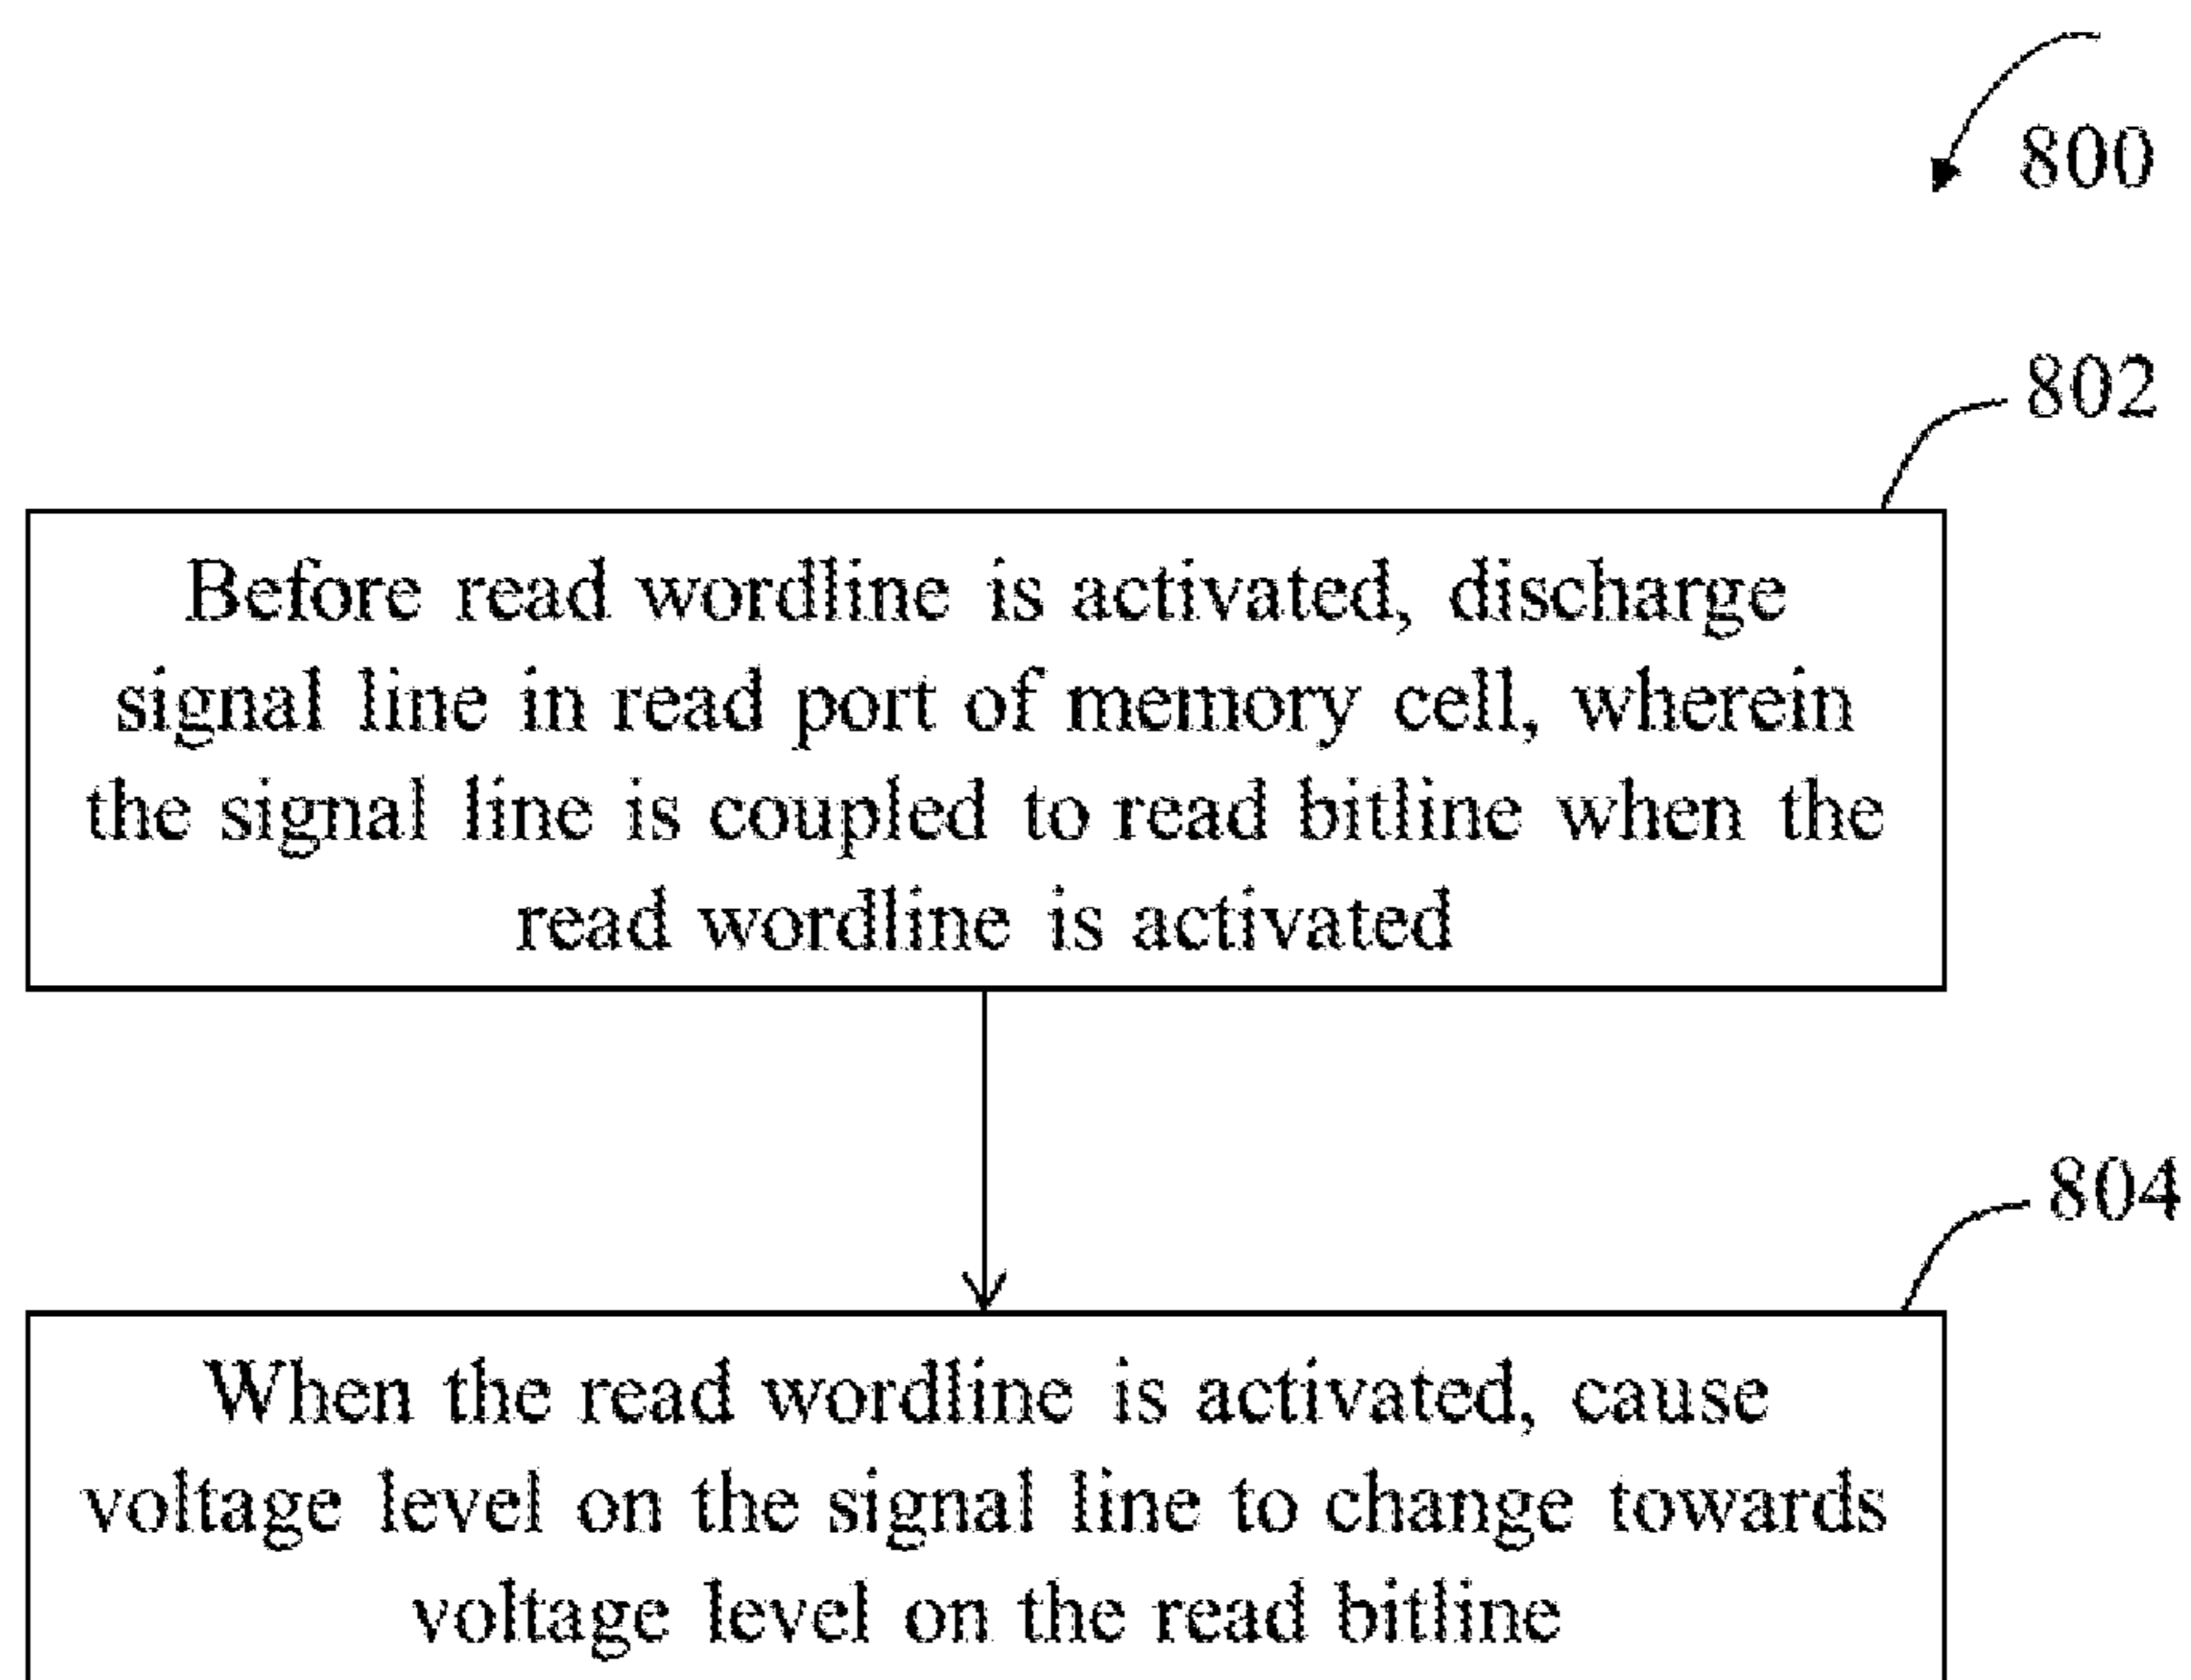 800
802
Before read wordline is activated, discharge
signal line in read port of memory cell, wherein
the signal line is coupled to read bitline when the
read wordline is activated
804
When the read wordline is activated, cause
voltage level on the signal line to change towards
voltage level on the read bitline